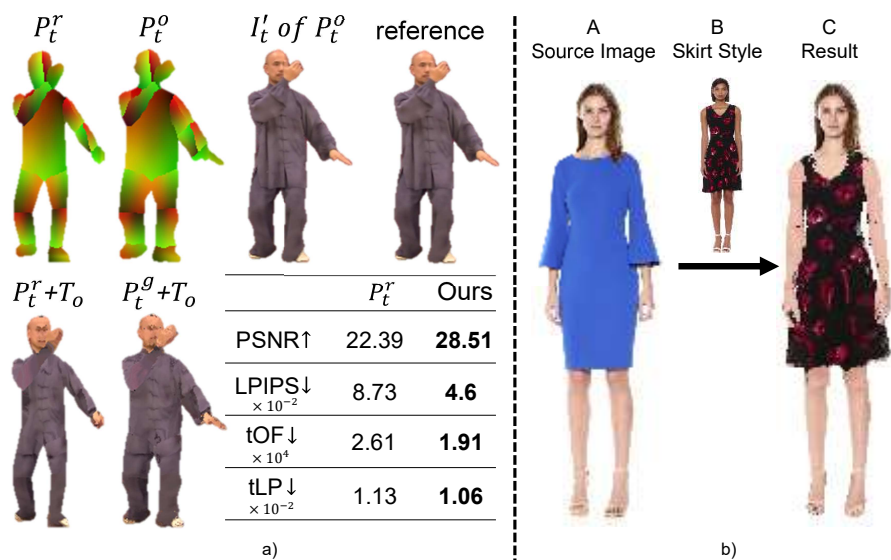 P_t^r P_t^o I_t' of P_t^o reference
P_t^r+T_o P_t^g+T_o
P_t^r Ours
PSNR↑ 22.39 28.51
LPIPS↓ 8.73 4.6
× 10^{-2}
tOF↓ 2.61 1.91
× 10^4
tLP↓ 1.13 1.06
× 10^{-2}
a)
A
Source Image
B
Skirt Style
C
Result
b)